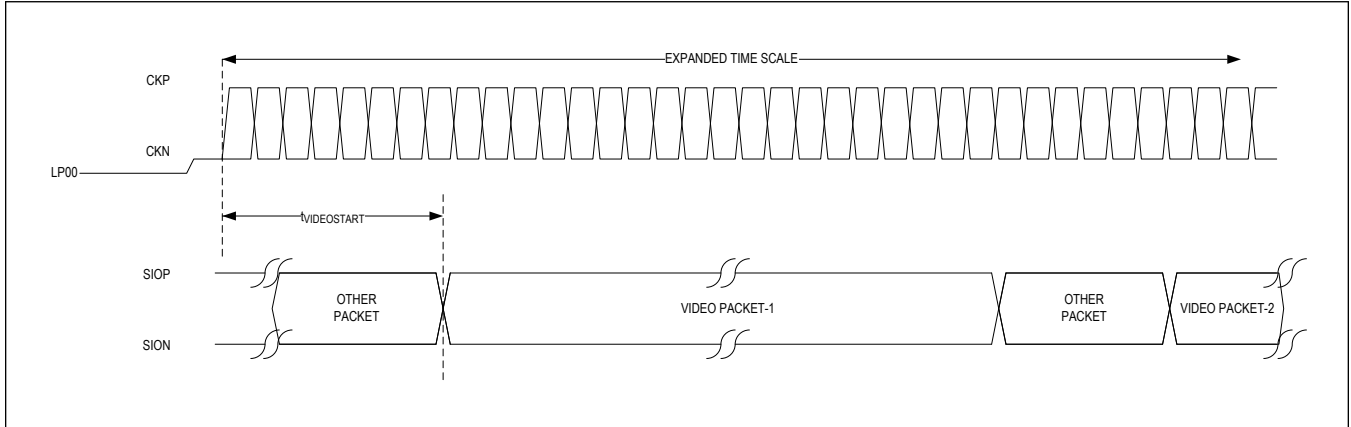 EXPANDED TIME SCALE
CKP
CKN
LP00
tVIDEOSTART
SIOP
OTHER
PACKET
VIDEO PACKET-1
OTHER
PACKET
VIDEO PACKET-2
SION